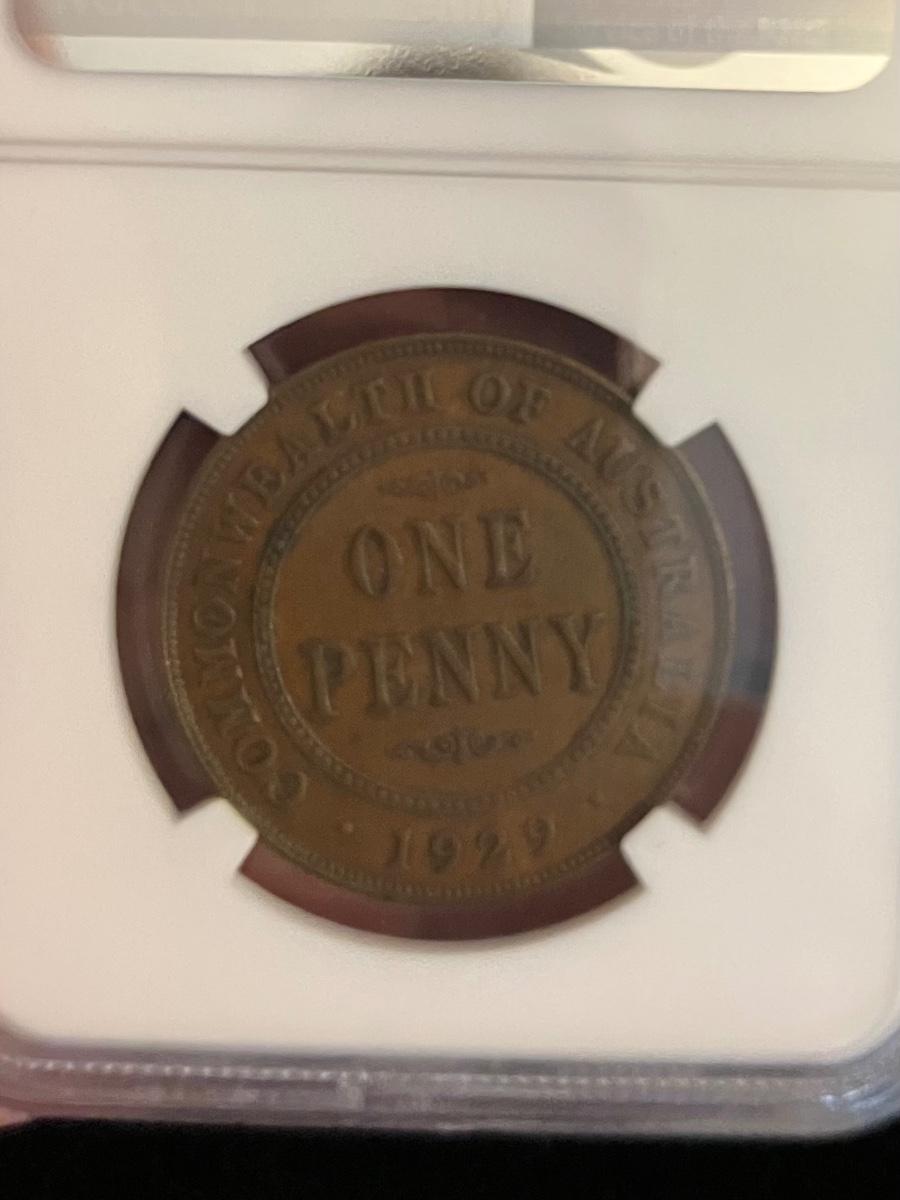 COMMONWEALTH OF AUSTRALIA
ONE
PENNY
1929